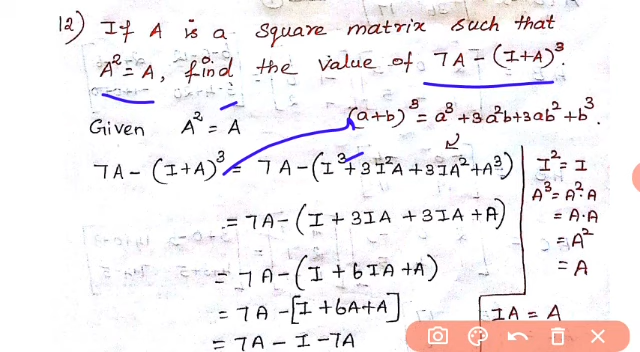 12) If A is a square matrix such that
A² = A, find the value of 7A - (I+A)³.
Given A² = A (a+b)³ = a³+3a²b+3ab²+b³.
7A - (I+A)³ = 7A - (I³+3I²A+3IA²+A³) I² = I
A³ = A².A
= 7A - (I + 3IA + 3IA + A) = A.A
= A²
= 7A - (I + 6IA + A) = A
= 7A - [I + 6A + A] IA = A
= 7A - I - 7A